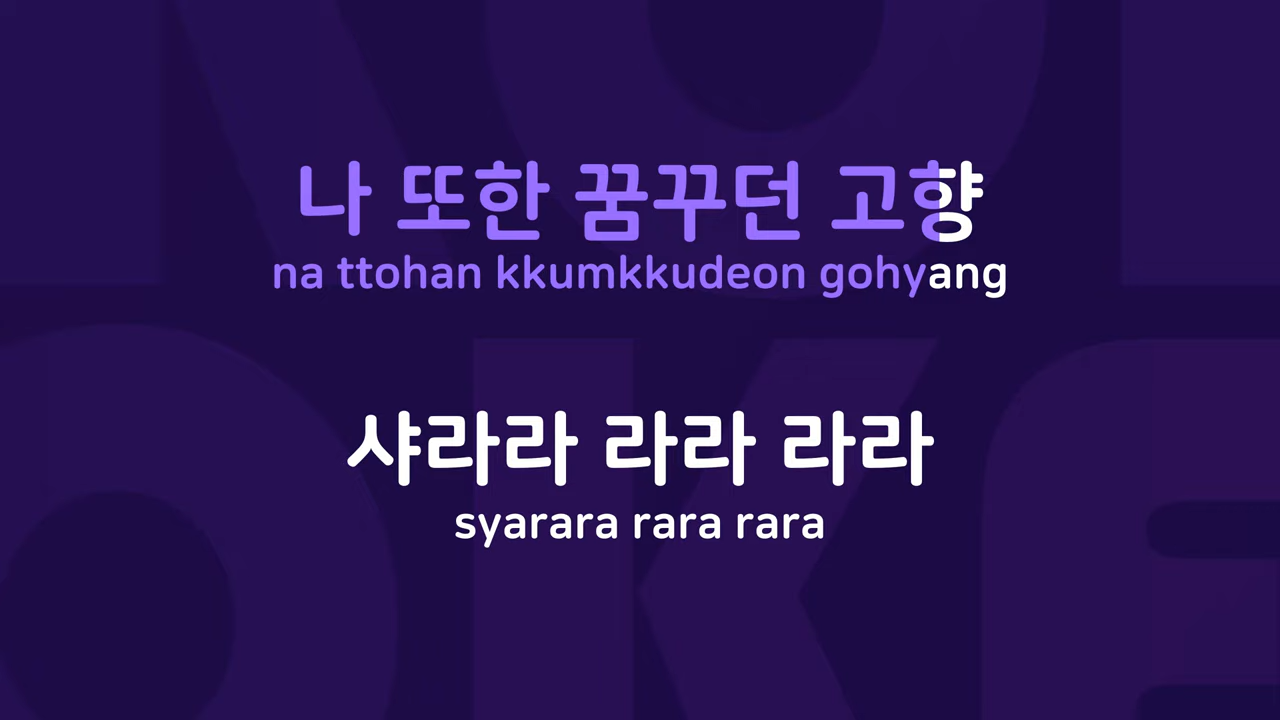 나 또한 꿈꾸던 고향
na ttohan kkumkkudeon gohyang
샤라라 라라 라라
syarara rara rara